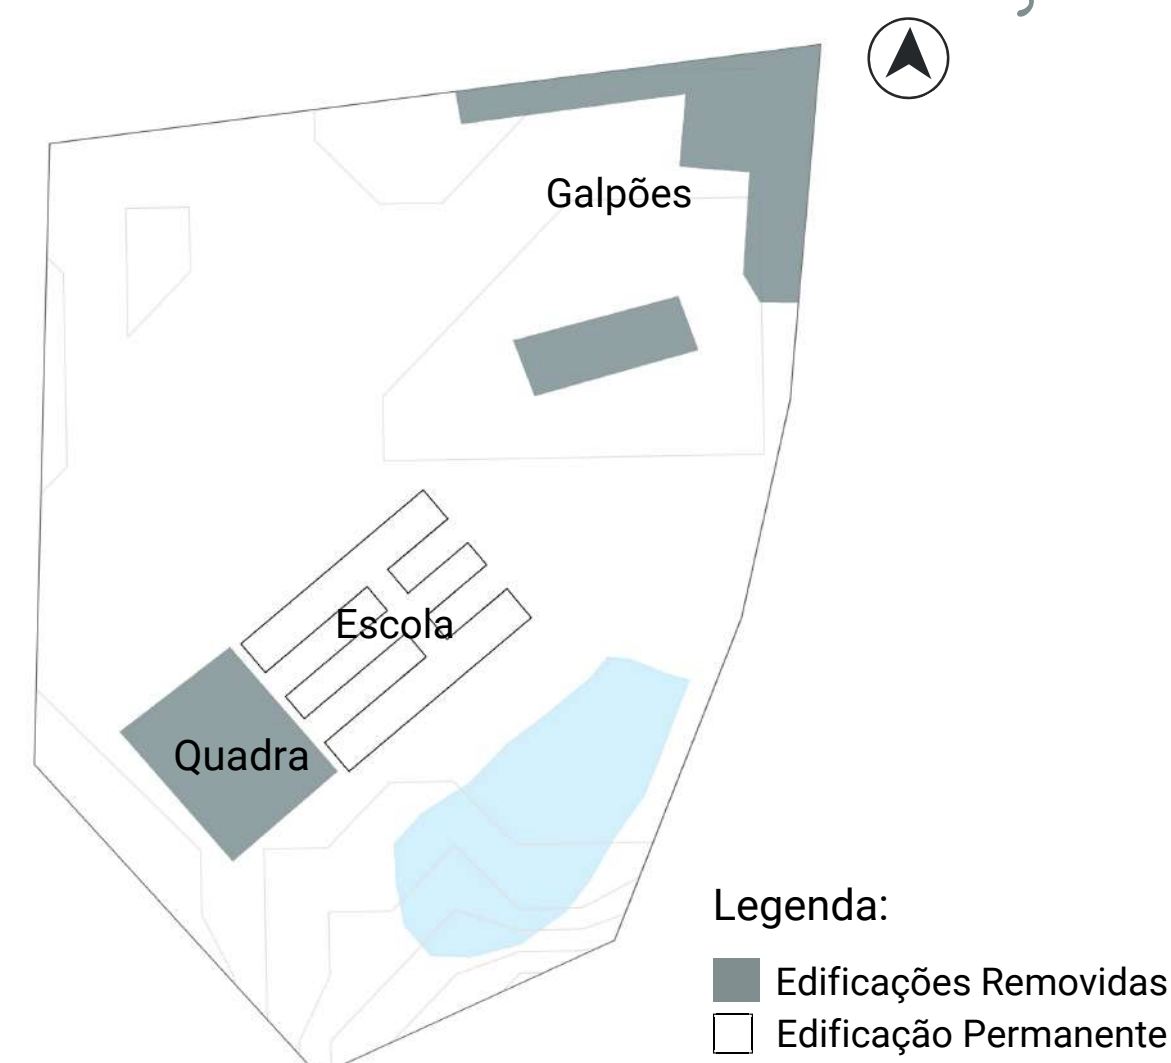 Galpões
Escola
Quadra
Legenda:
Edificações Removidas
Edificação Permanente